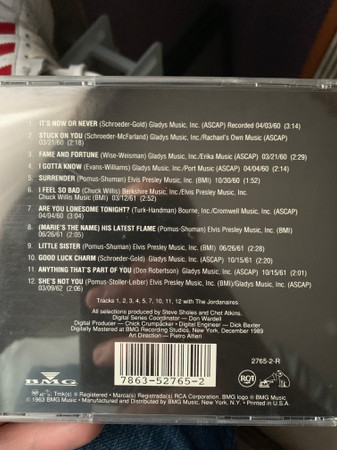 1. IT'S NOW OR NEVER (Schroeder-Gold) Gladys Music, Inc. (ASCAP) Recorded 04/03/60 (3:14)
2. STUCK ON YOU (Schroeder-McFarland) Gladys Music, Inc. (ASCAP)/Rachael's Own Music (ASCAP)
03/21/60 (2:18)
3. FAME AND FORTUNE (Wise-Weisman) Gladys Music, Inc./Erika Music (ASCAP) 03/21/60 (2:29)
4. I GOTTA KNOW (Evans-Williams) Gladys Music, Inc./Port Music (ASCAP) 04/04/60 (2:14)
5. SURRENDER (Pomus-Shuman) Elvis Presley Music, Inc. (BMI) 10/30/60 (1:52)
6. I FEEL SO BAD (Chuck Willis) Berkshire Music, Inc./Elvis Presley Music, Inc.
Chuck Willis Music (BMI) 03/12/61 (2:52)
7. ARE YOU LONESOME TONIGHT? (Turk-Handman) Bourne, Inc./Cromwell Music, Inc. (ASCAP)
04/04/60 (3:04)
8. (MARIE'S THE NAME) HIS LATEST FLAME (Pomus-Shuman) Elvis Presley Music, Inc. (BMI)
06/26/61 (2:05)
9. LITTLE SISTER (Pomus-Shuman) Elvis Presley Music, Inc. (BMI) 06/26/61 (2:28)
10. GOOD LUCK CHARM (Schroeder-Gold) Gladys Music, Inc. (ASCAP) 10/15/61 (2:20)
11. ANYTHING THAT'S PART OF YOU (Don Robertson) Gladys Music, Inc. (ASCAP) 10/15/61 (2:01)
12. SHE'S NOT YOU (Pomus-Stoller-Leiber) Elvis Presley Music, Inc. (BMI)/Gladys Music, Inc. (ASCAP)
03/09/62 (2:06)
Tracks 1, 2, 3, 4, 5, 7, 10, 11, 12 with The Jordanaires
All selections produced by Steve Sholes and Chet Atkins
Digital Series Coordinator — Don Wardell
Digital Producer — Chick Crumpacker • Digital Engineer — Dick Baxter
Digitally Mastered at BMG Recording Studios, New York, December 1989
Art Direction — Pietro Alfieri
2765-2-R
BMG
7863-52765-2
RCA
Tmk(s) ® Registered • Marca(s) Registrada(s) RCA Corporation. BMG logo ® BMG Music
© 1963 BMG Music • Manufactured and Distributed by BMG Music, New York, N.Y. • Printed in U.S.A.